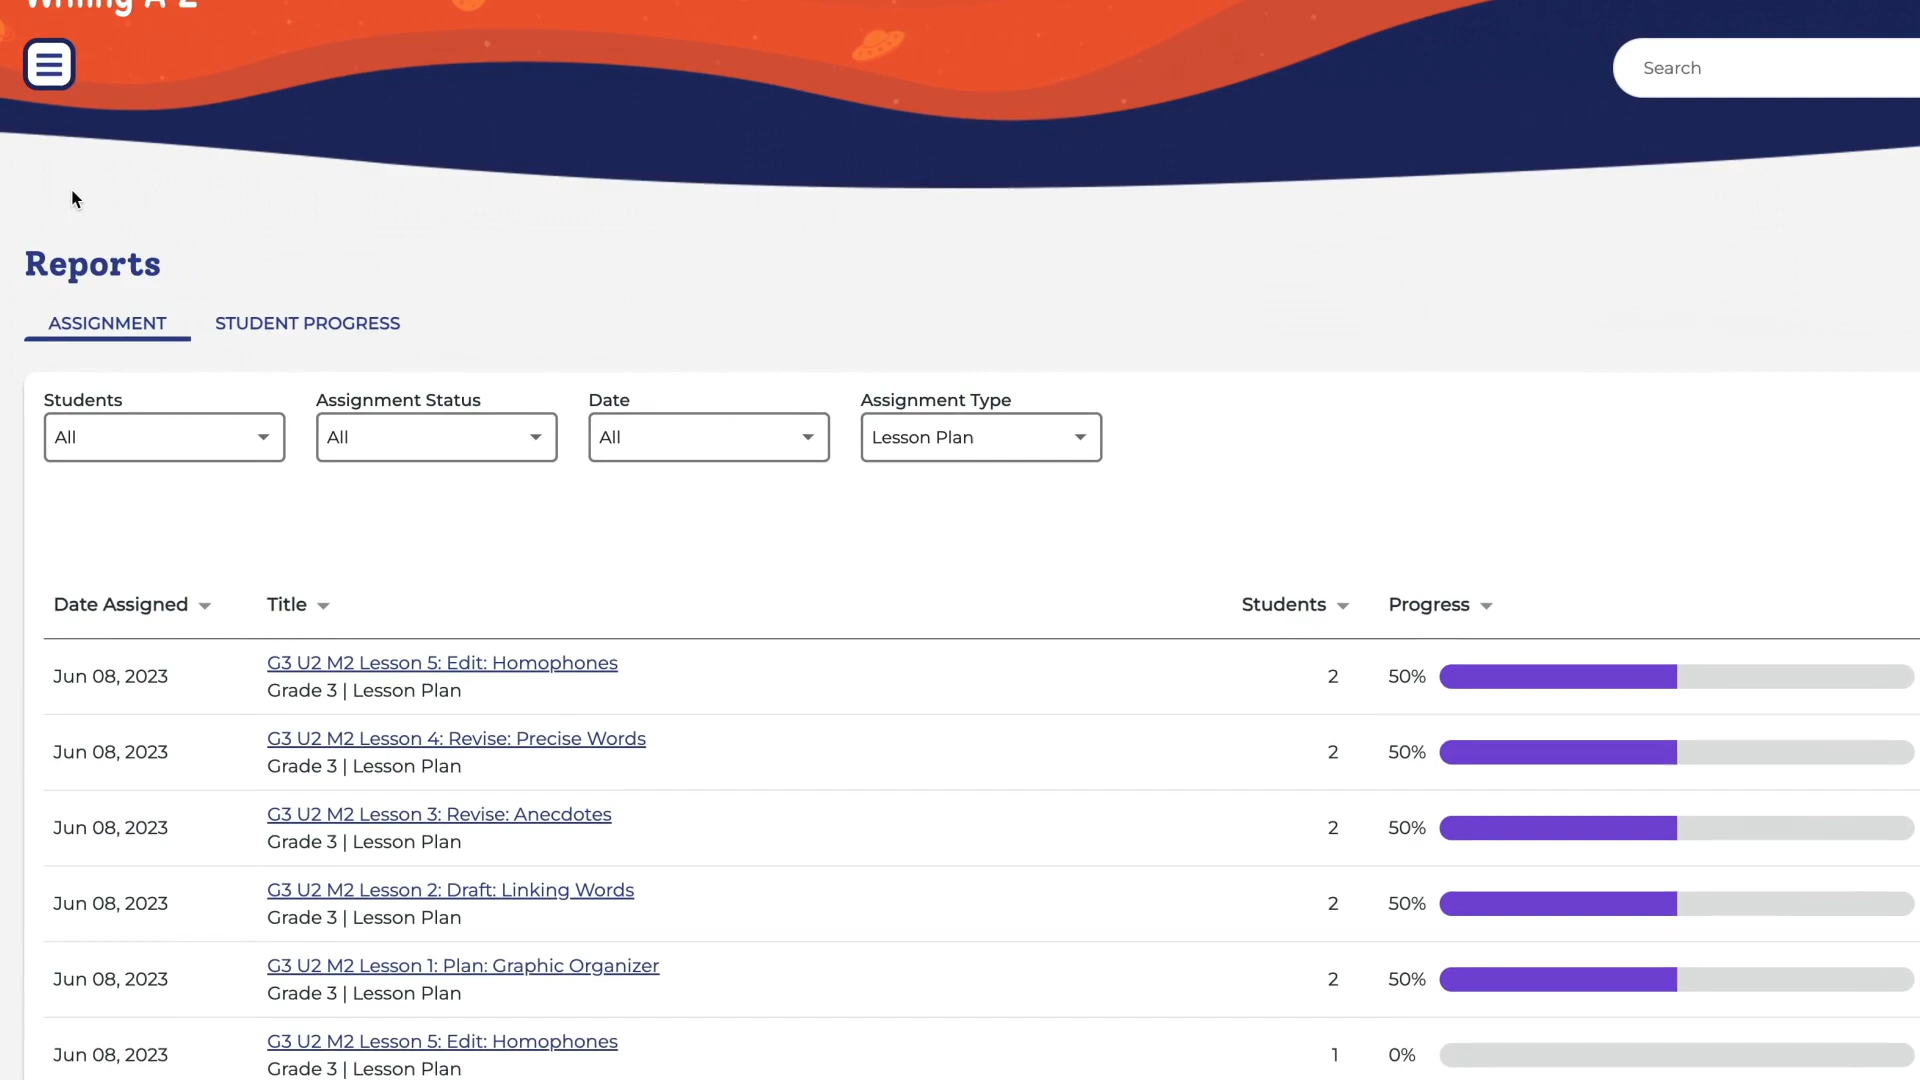 Writing A-Z
Search
Reports
ASSIGNMENT STUDENT PROGRESS
Students Assignment Status Date Assignment Type
All All All Lesson Plan
Date Assigned Title Students Progress
G3 U2 M2 Lesson 5: Edit: Homophones
Jun 08, 2023 2 50%
Grade 3 | Lesson Plan
G3 U2 M2 Lesson 4: Revise: Precise Words
Jun 08, 2023 2 50%
Grade 3 | Lesson Plan
G3 U2 M2 Lesson 3: Revise: Anecdotes
Jun 08, 2023 2 50%
Grade 3 | Lesson Plan
G3 U2 M2 Lesson 2: Draft: Linking Words
Jun 08, 2023 2 50%
Grade 3 | Lesson Plan
G3 U2 M2 Lesson 1: Plan: Graphic Organizer
Jun 08, 2023 2 50%
Grade 3 | Lesson Plan
G3 U2 M2 Lesson 5: Edit: Homophones
Jun 08, 2023 1 0%
Grade 3 | Lesson Plan